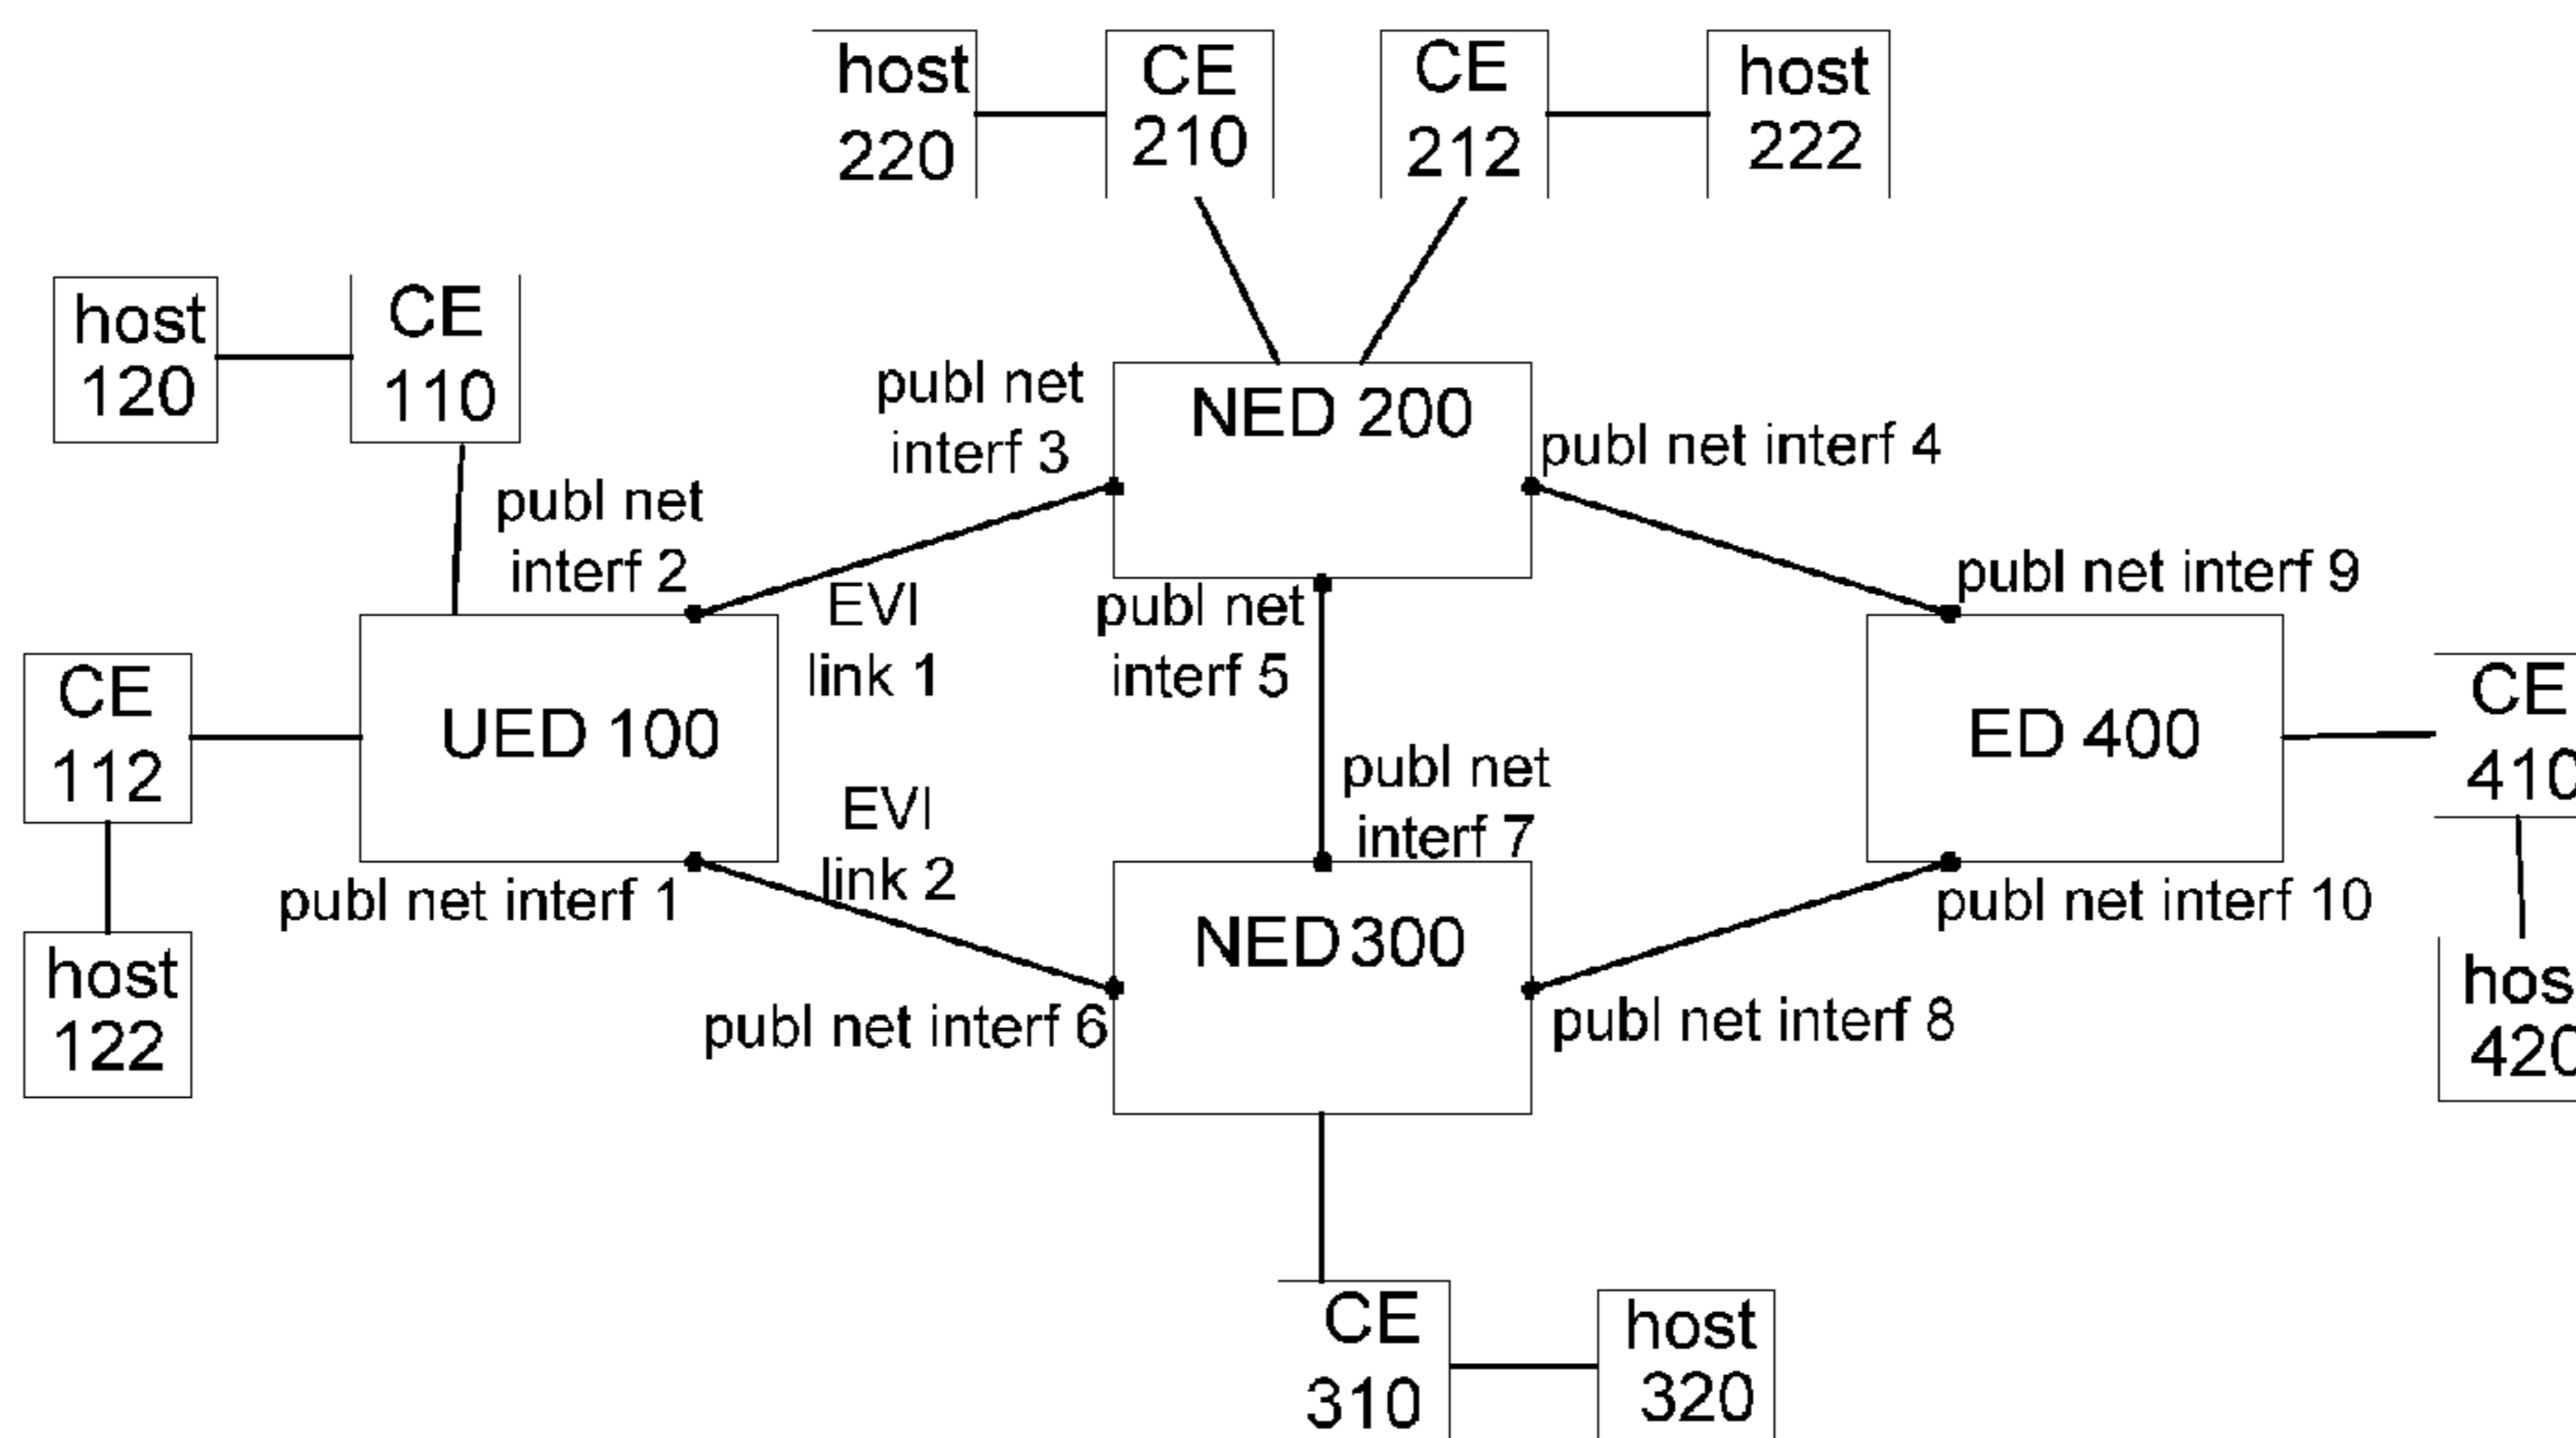 host
220
CE
210
CE
212
host
222
host
120
CE
110
publ net
interf 3
NED 200
publ net interf 4
publ net
interf 2
EVI
link 1
publ net
interf 5
publ net interf 9
CE
112
UED 100
ED 400
CE
410
EVI
link 2
publ net
interf 7
publ net interf 1
publ net interf 10
NED 300
host
122
publ net interf 6
publ net interf 8
hos
420
CE
310
host
320